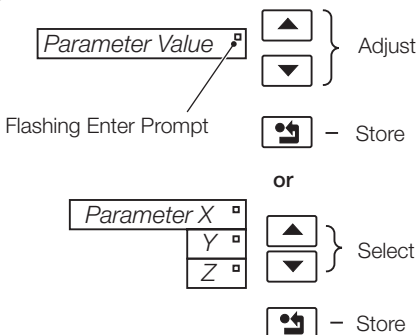 Parameter Value
Adjust
Flashing Enter Prompt
– Store
or
Parameter X
Y
Z
Select
– Store